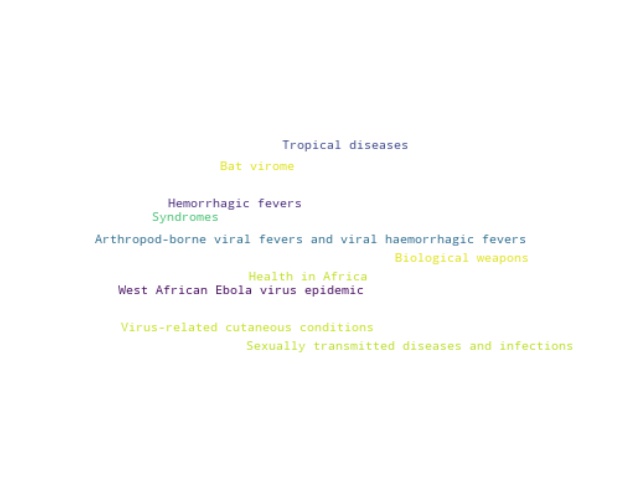 Tropical diseases
Bat virome
Hemorrhagic fevers
Syndromes
Arthropod-borne viral fevers and viral haemorrhagic fevers
Biological weapons
Health in Africa
West African Ebola virus epidemic
Virus-related cutaneous conditions
Sexually transmitted diseases and infections